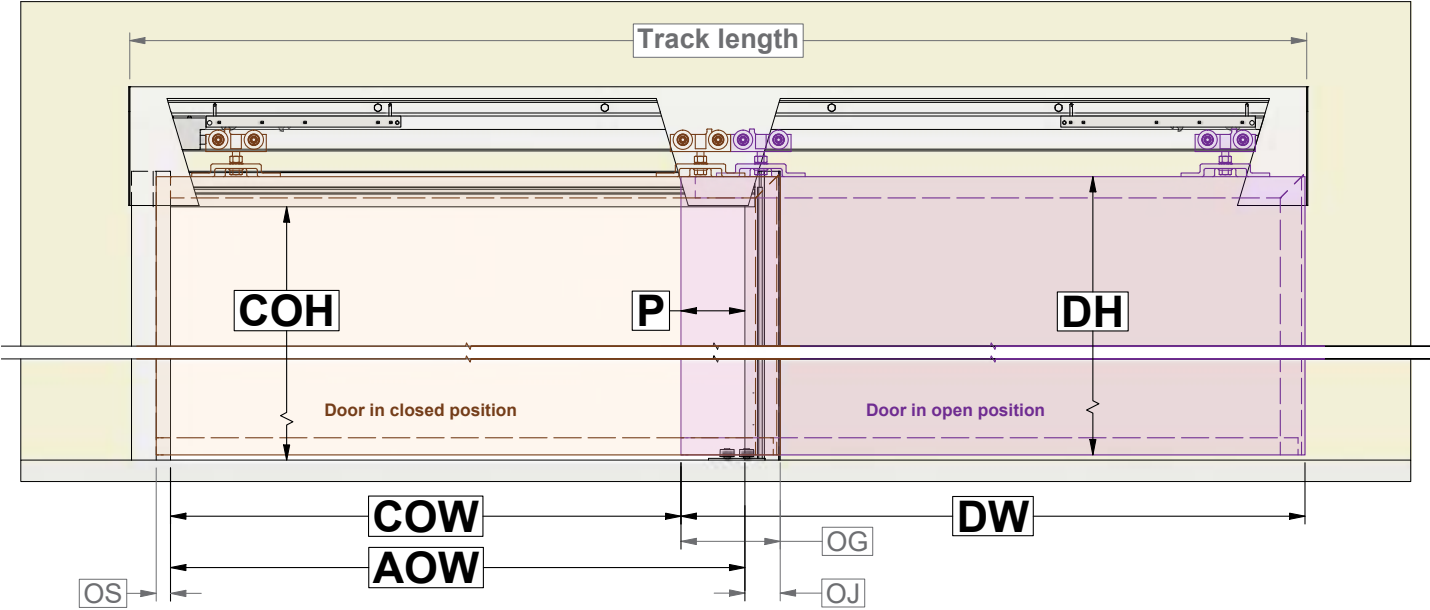 Track length
COH
P
DH
Door in closed position
Door in open position
COW
DW
OG
AOW
OS
OJ